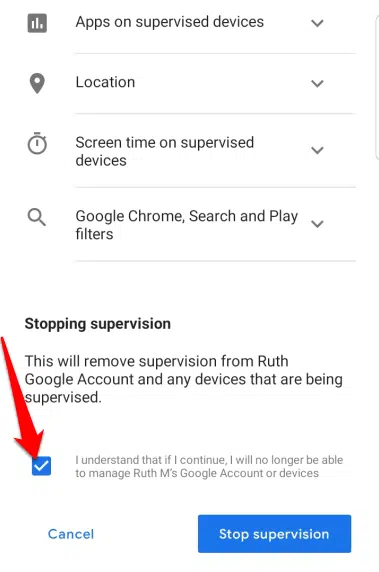 Apps on supervised devices
Location
Screen time on supervised
devices
Google Chrome, Search and Play
filters
Stopping supervision
This will remove supervision from Ruth
Google Account and any devices that are being
supervised.
I understand that if I continue, I will no longer be able
to manage Ruth M's Google Account or devices
Cancel
Stop supervision